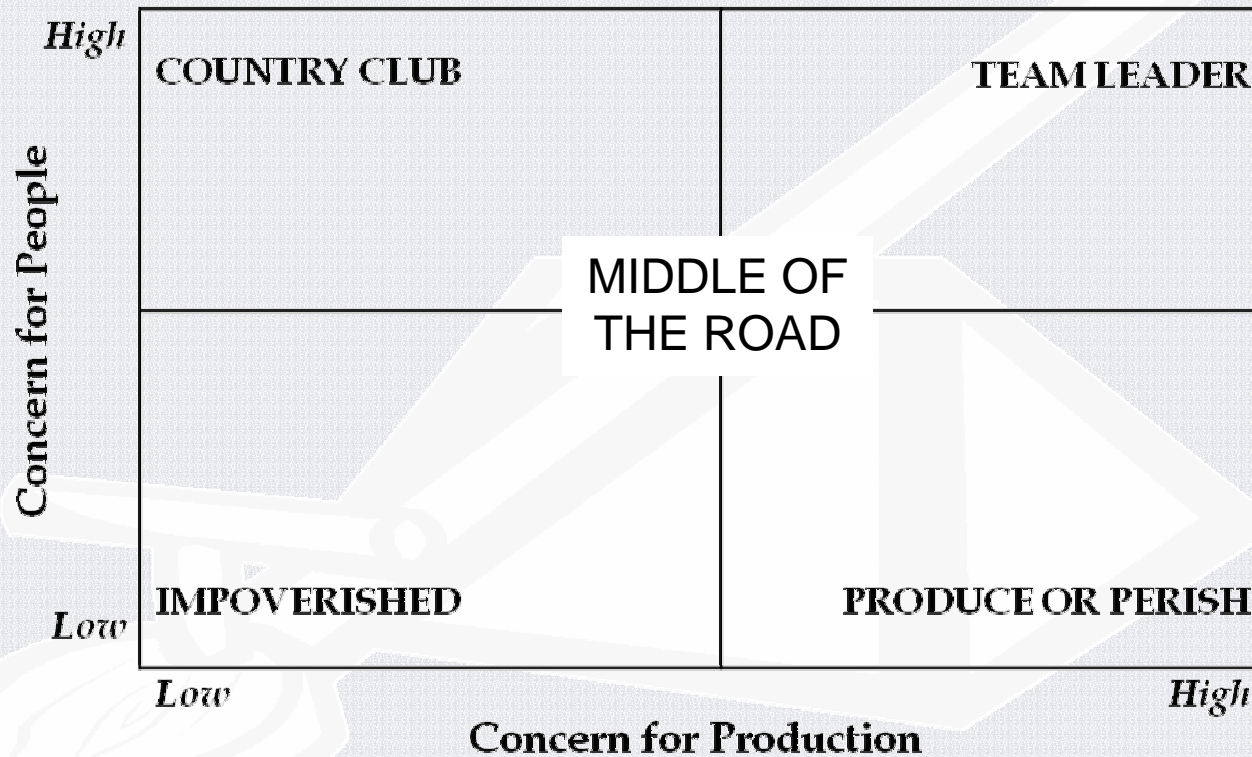 High
COUNTRY CLUB
TEAM LEADER
Concern for People
MIDDLE OF
THE ROAD
IMPOVERISHED
PRODUCE OR PERISH
Low
Low
High
Concern for Production